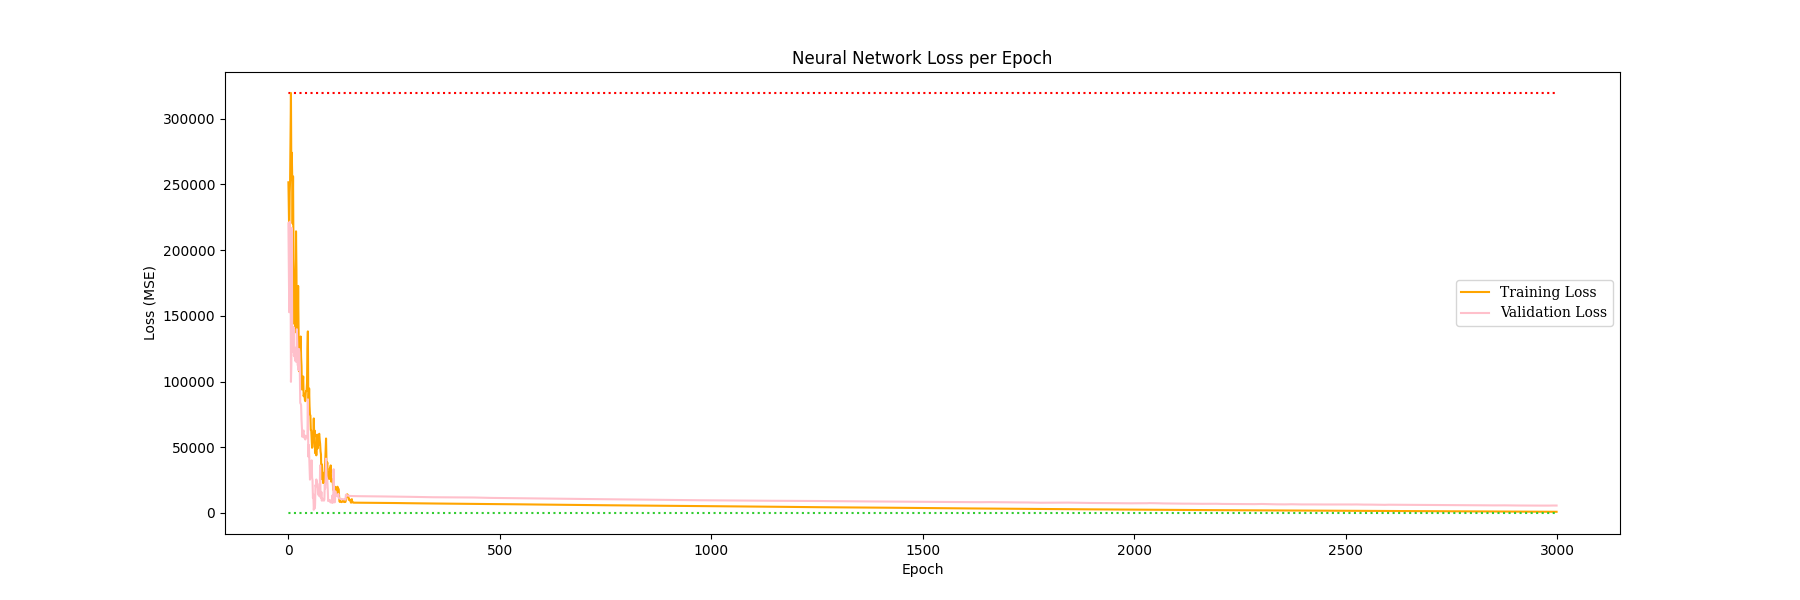 Neural Network Loss per Epoch
Loss (MSE)
300000
250000
200000
150000
100000
50000
0
0 500 1000 1500 2000 2500 3000
Epoch
Training Loss
Validation Loss